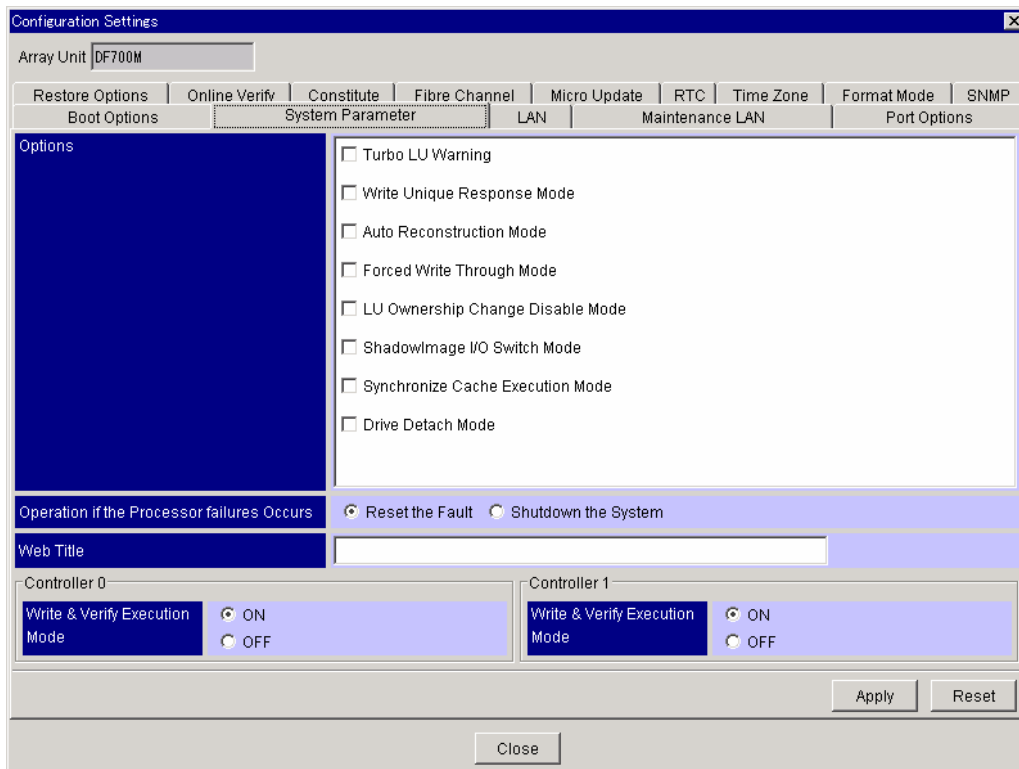 Configuration Settings
Array Unit DF700M
Restore Options Online Verify Constitute Fibre Channel Micro Update RTC Time Zone Format Mode SNMP
Boot Options System Parameter LAN Maintenance LAN Port Options
Options
Turbo LU Warning
Write Unique Response Mode
Auto Reconstruction Mode
Forced Write Through Mode
LU Ownership Change Disable Mode
ShadowImage I/O Switch Mode
Synchronize Cache Execution Mode
Drive Detach Mode
Operation if the Processor failures Occurs Reset the Fault Shutdown the System
Web Title
Controller 0
Write & Verify Execution Mode
ON
OFF
Controller 1
Write & Verify Execution Mode
ON
OFF
Apply Reset
Close